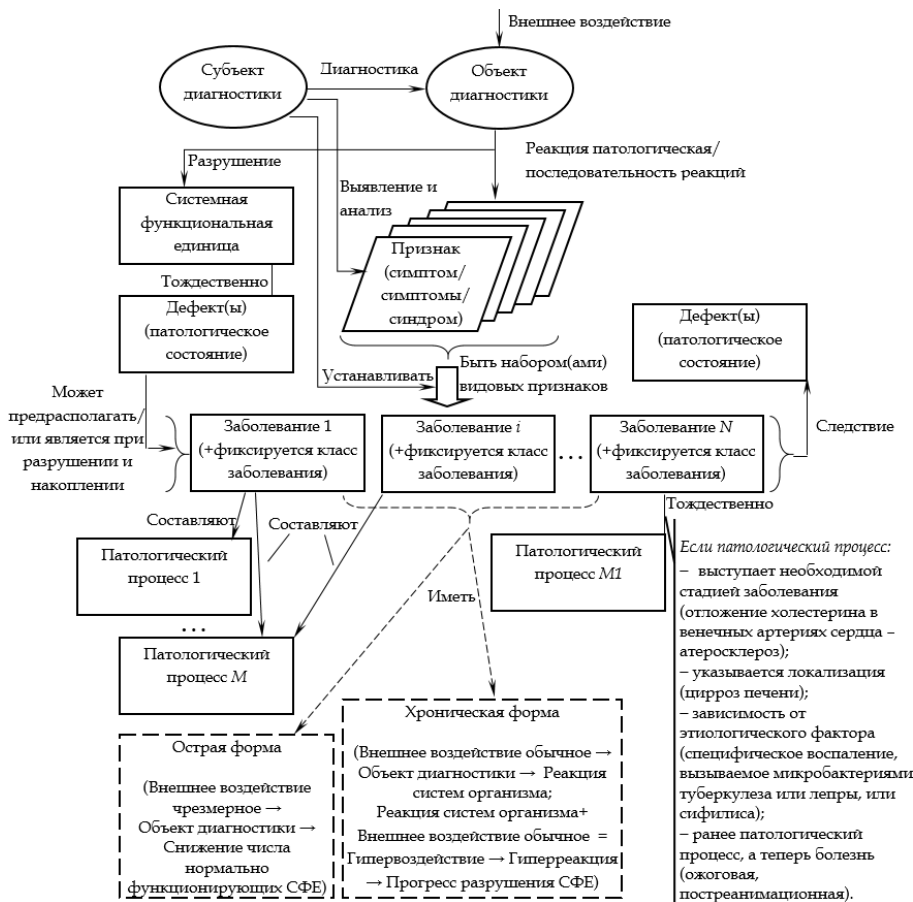 Внешнее воздействие
Субъект
диагностики
Диагностика
Объект
диагностики
Разрушение
Реакция патологическая/
последовательность реакций
Выявление и
анализ
Системная
функциональная
единица
Признак
(симптом/
симптомы/
синдром)
Тождественно
Дефект(ы)
(патологическое
состояние)
Дефект(ы)
(патологическое
состояние)
Устанавливать
Быть набором(ами)
видовых признаков
Может
предрасполагать/
или является при
разрушении и
накоплении
Заболевание 1
(+фиксируется класс
заболевания)
Заболевание i
(+фиксируется класс
заболевания)
...
Заболевание N
(+фиксируется класс
заболевания)
Следствие
Тождественно
Составляют
Составляют
Патологический
процесс 1
...
Патологический
процесс M
Патологический
процесс M1
Иметь
Если патологический процесс:
– выступает необходимой
стадией заболевания
(отложение холестерина в
венечных артериях сердца –
атеросклероз);
– указывается локализация
(цирроз печени);
– зависимость от
этиологического фактора
(специфическое воспаление,
вызываемое микробактериями
туберкулеза или лепры, или
сифилиса);
– ранее патологический
процесс, а теперь болезнь
(ожоговая,
постреанимационная).
Острая форма
(Внешнее воздействие
чрезмерное →
Объект диагностики →
Снижение числа
нормально
функционирующих СФЕ)
Хроническая форма
(Внешнее воздействие обычное →
Объект диагностики → Реакция
систем организма;
Реакция систем организма+
Внешнее воздействие обычное =
Гипервоздействие → Гиперреакция
→ Прогресс разрушения СФЕ)